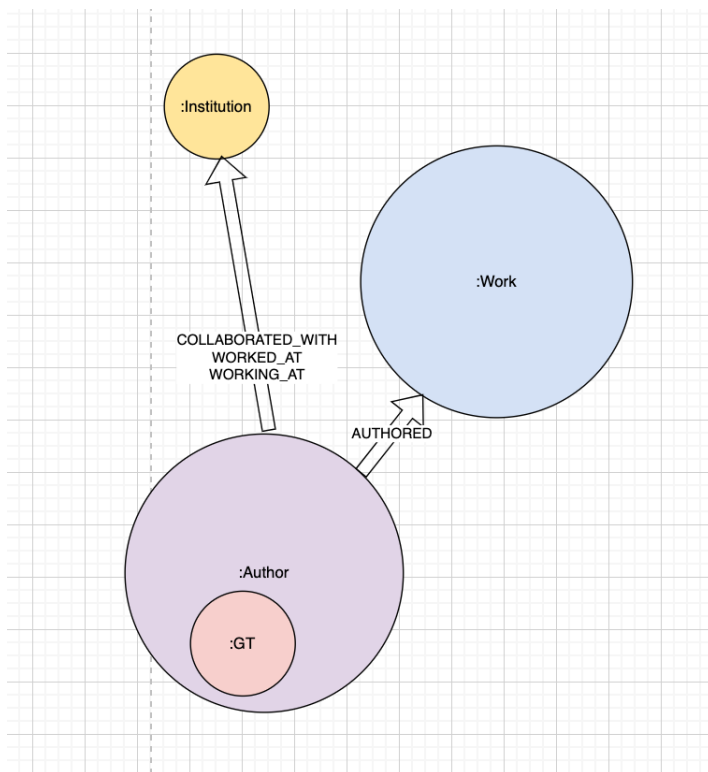 :Institution
:Work
COLLABORATED_WITH
WORKED_AT
WORKING_AT
AUTHORED
:Author
:GT